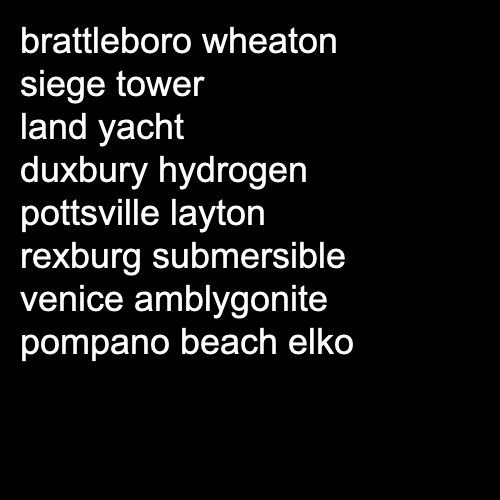 brattleboro wheaton
siege tower
land yacht
duxbury hydrogen
pottsville layton
rexburg submersible
venice amblygonite
pompano beach elko